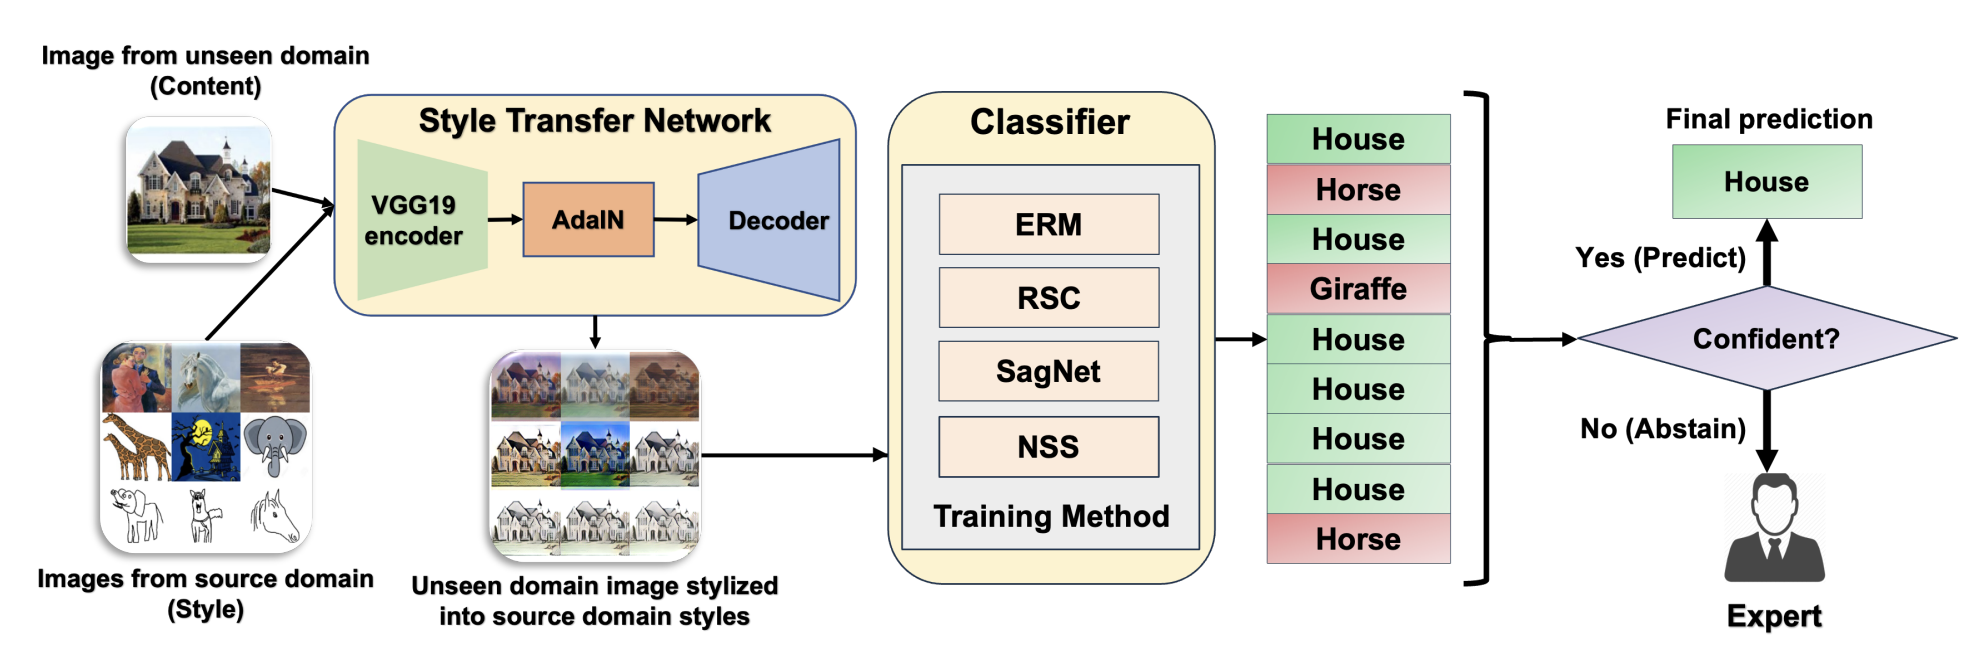 Image from unseen domain
(Content)
Images from source domain
(Style)
Style Transfer Network
VGG19
encoder
AdaIN
Decoder
Unseen domain image stylized
into source domain styles
Classifier
ERM
RSC
SagNet
NSS
Training Method
House
Horse
House
Giraffe
House
House
House
House
Horse
Final prediction
House
Yes (Predict)
Confident?
No (Abstain)
Expert